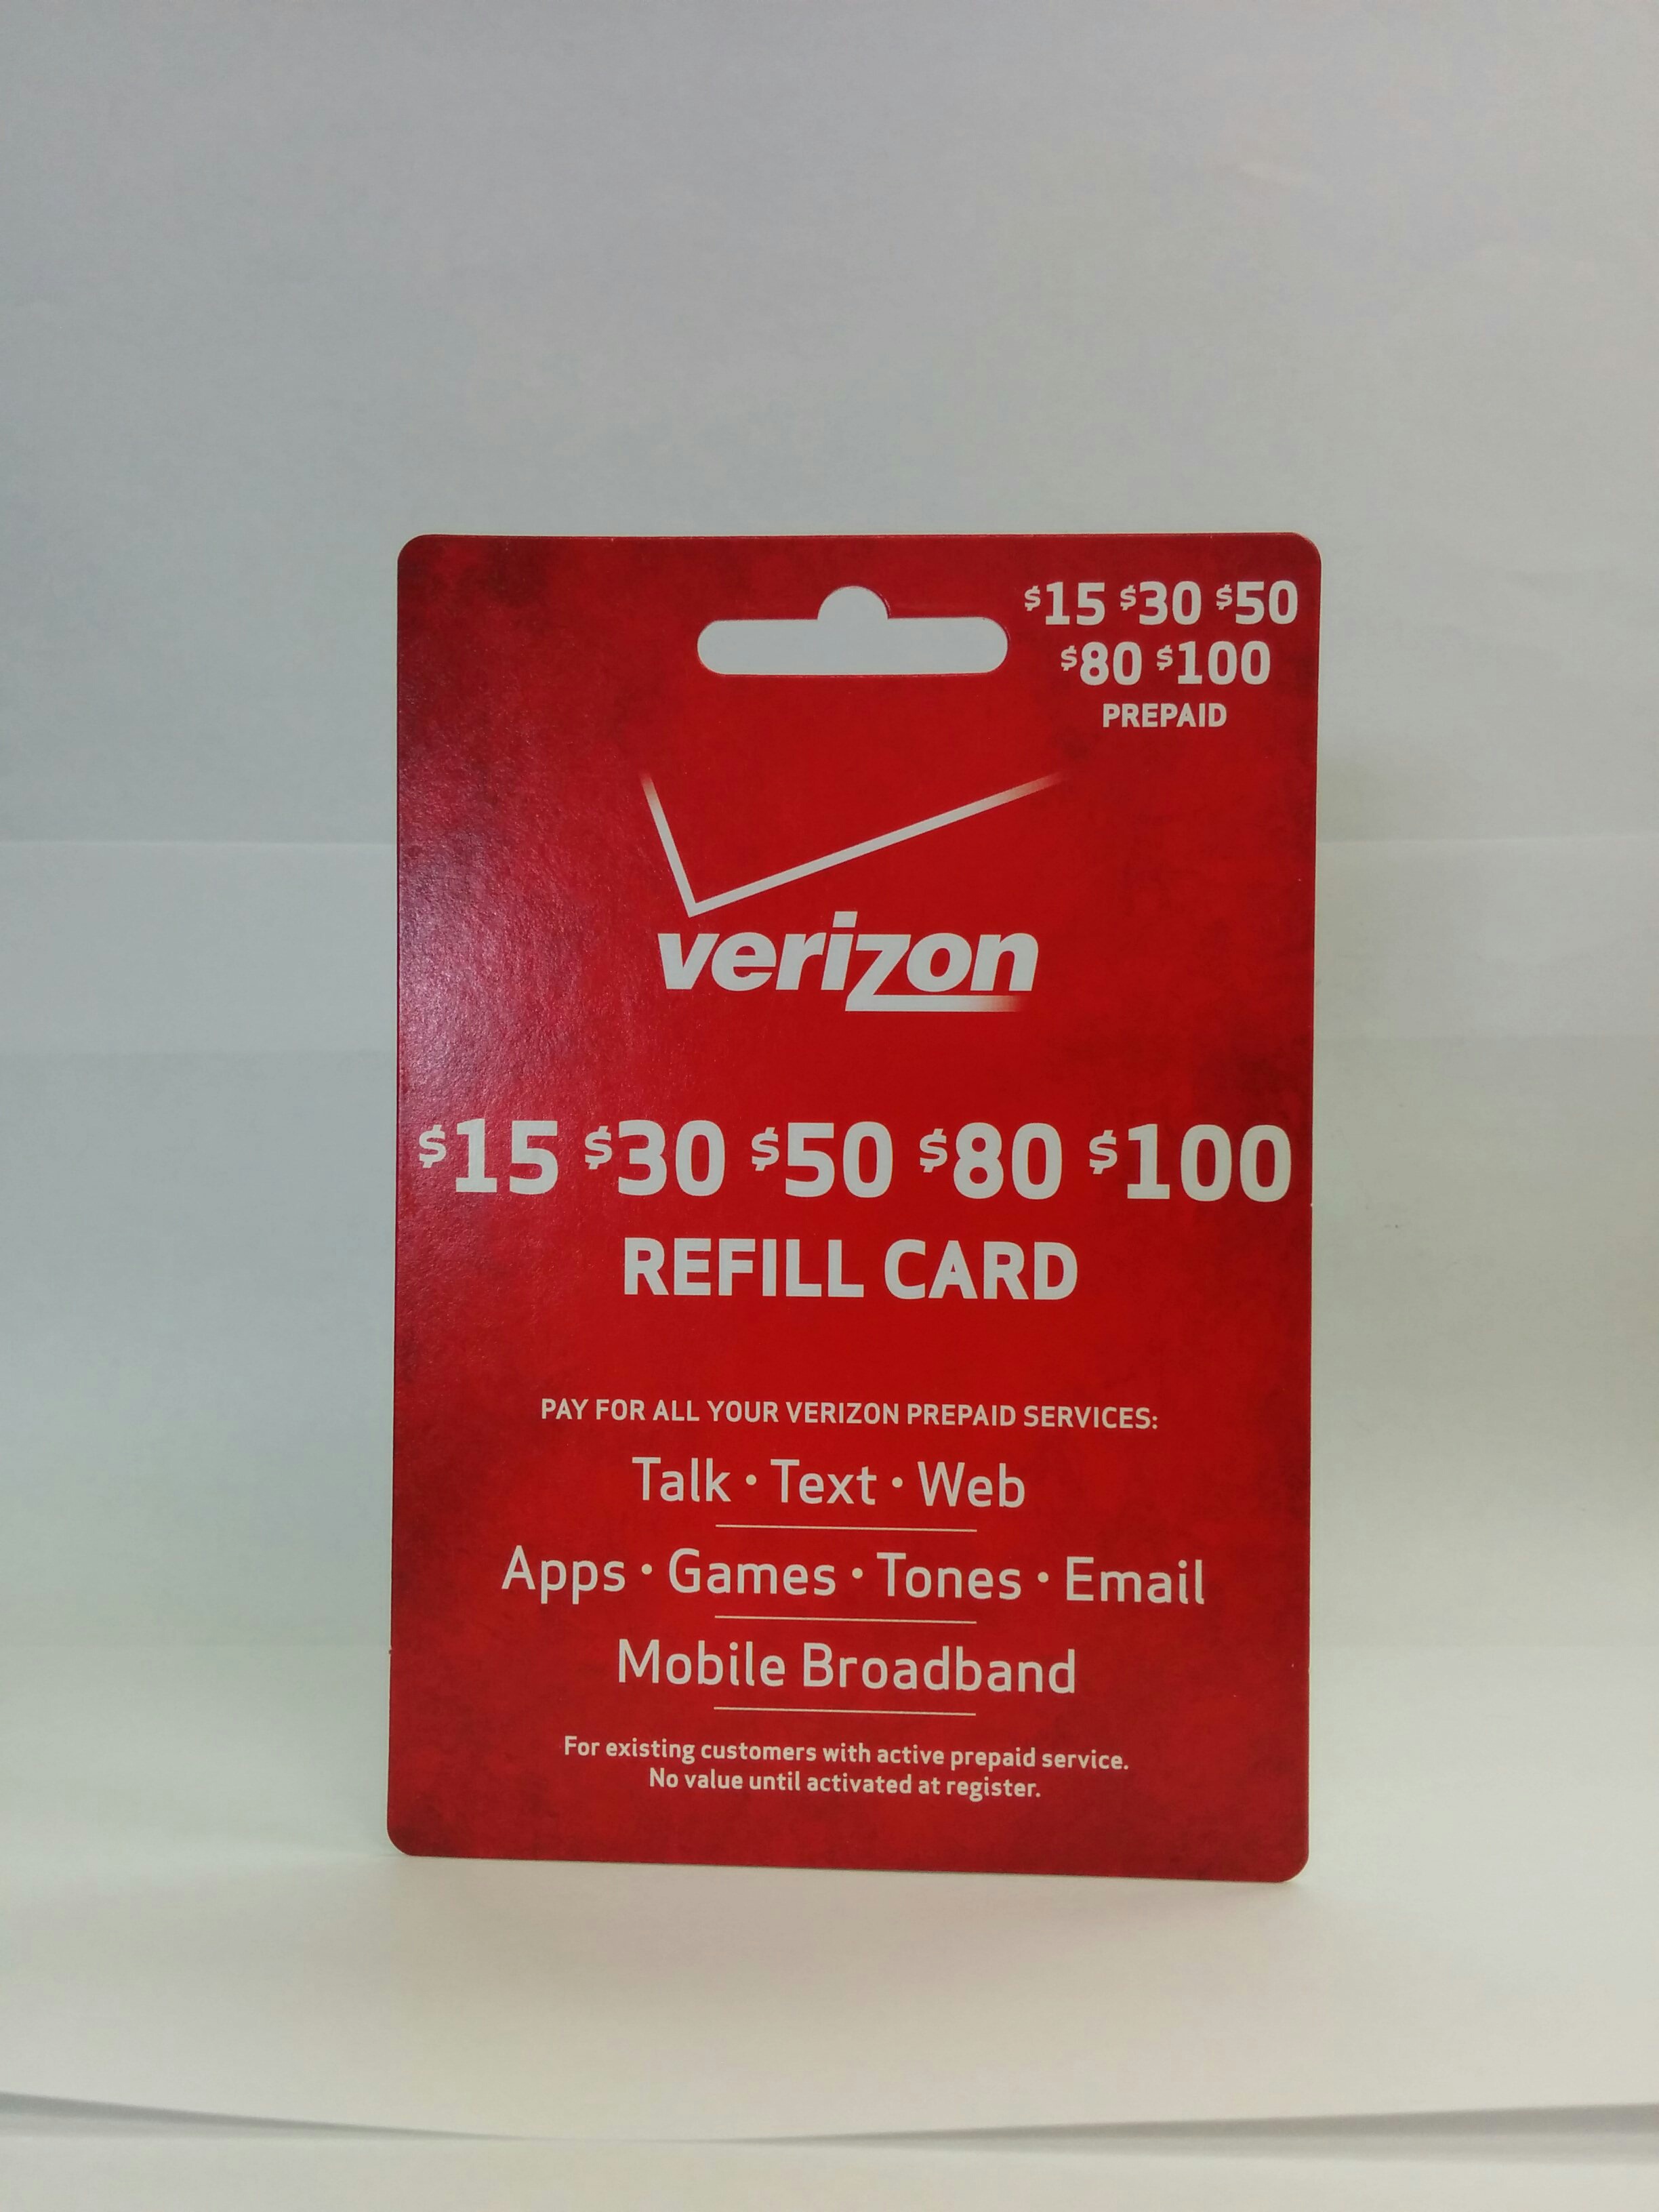 $15 $30 $50
$80 $100
PREPAID
verizon
$15 $30 $50 $80 $100
REFILL CARD
PAY FOR ALL YOUR VERIZON PREPAID SERVICES:
Talk • Text • Web
Apps • Games • Tones • Email
Mobile Broadband
For existing customers with active prepaid service.
No value until activated at register.